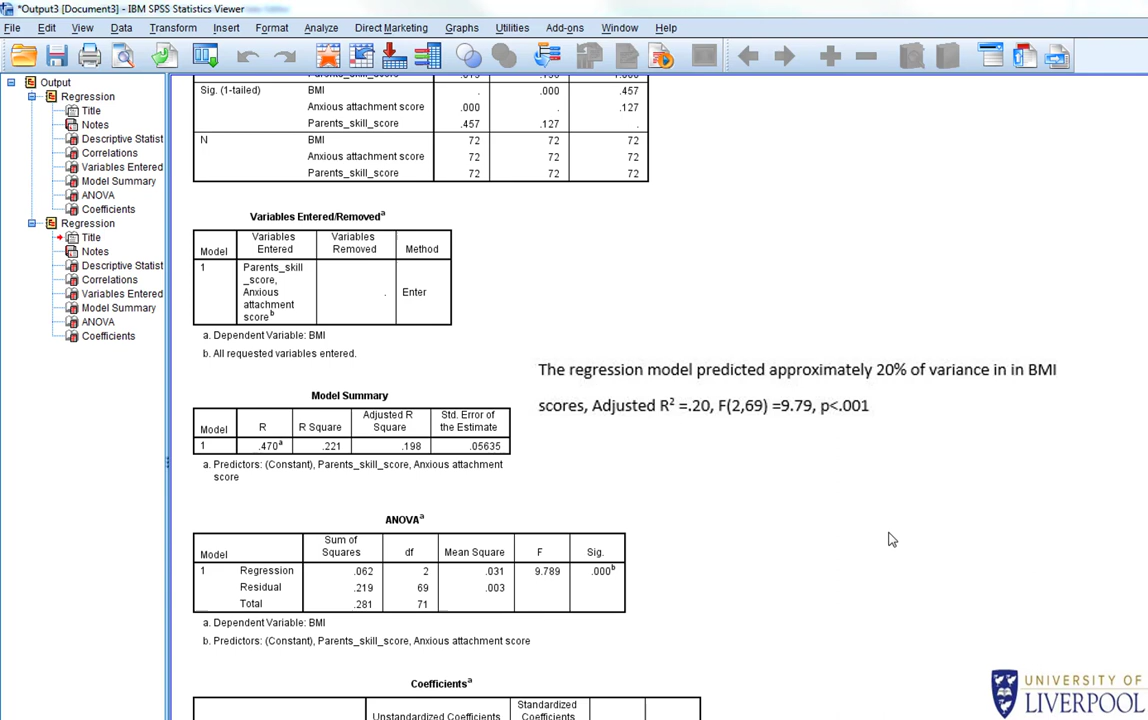 *Output3 [Document3] - IBM SPSS Statistics Viewer
File Edit View Data Transform Insert Format Analyze Direct Marketing Graphs Utilities Add-ons Window Help
Output
Regression
Title
Notes
Descriptive Statist
Correlations
Variables Entered
Model Summary
ANOVA
Coefficients
Regression
Title
Notes
Descriptive Statist
Correlations
Variables Entered
Model Summary
ANOVA
Coefficients
Sig. (1-tailed) BMI . .000 .457
Anxious attachment score .000 . .127
Parents_skill_score .457 .127 .
N BMI 72 72 72
Anxious attachment score 72 72 72
Parents_skill_score 72 72 72
Variables Entered/Removedᵃ
Model Variables Entered Variables Removed Method
1 Parents_skill
_score,
Anxious
attachment
scoreᵇ . Enter
a. Dependent Variable: BMI
b. All requested variables entered.
Model Summary
Model R R Square Adjusted R Square Std. Error of the Estimate
1 .470ᵃ .221 .198 .05635
a. Predictors: (Constant), Parents_skill_score, Anxious attachment
score
The regression model predicted approximately 20% of variance in in BMI
scores, Adjusted R² =.20, F(2,69) =9.79, p<.001
ANOVAᵃ
Model Sum of Squares df Mean Square F Sig.
1 Regression .062 2 .031 9.789 .000ᵇ
Residual .219 69 .003
Total .281 71
a. Dependent Variable: BMI
b. Predictors: (Constant), Parents_skill_score, Anxious attachment score
Coefficientsᵃ
Unstandardized Coefficients Standardized Coefficients
UNIVERSITY OF
LIVERPOOL